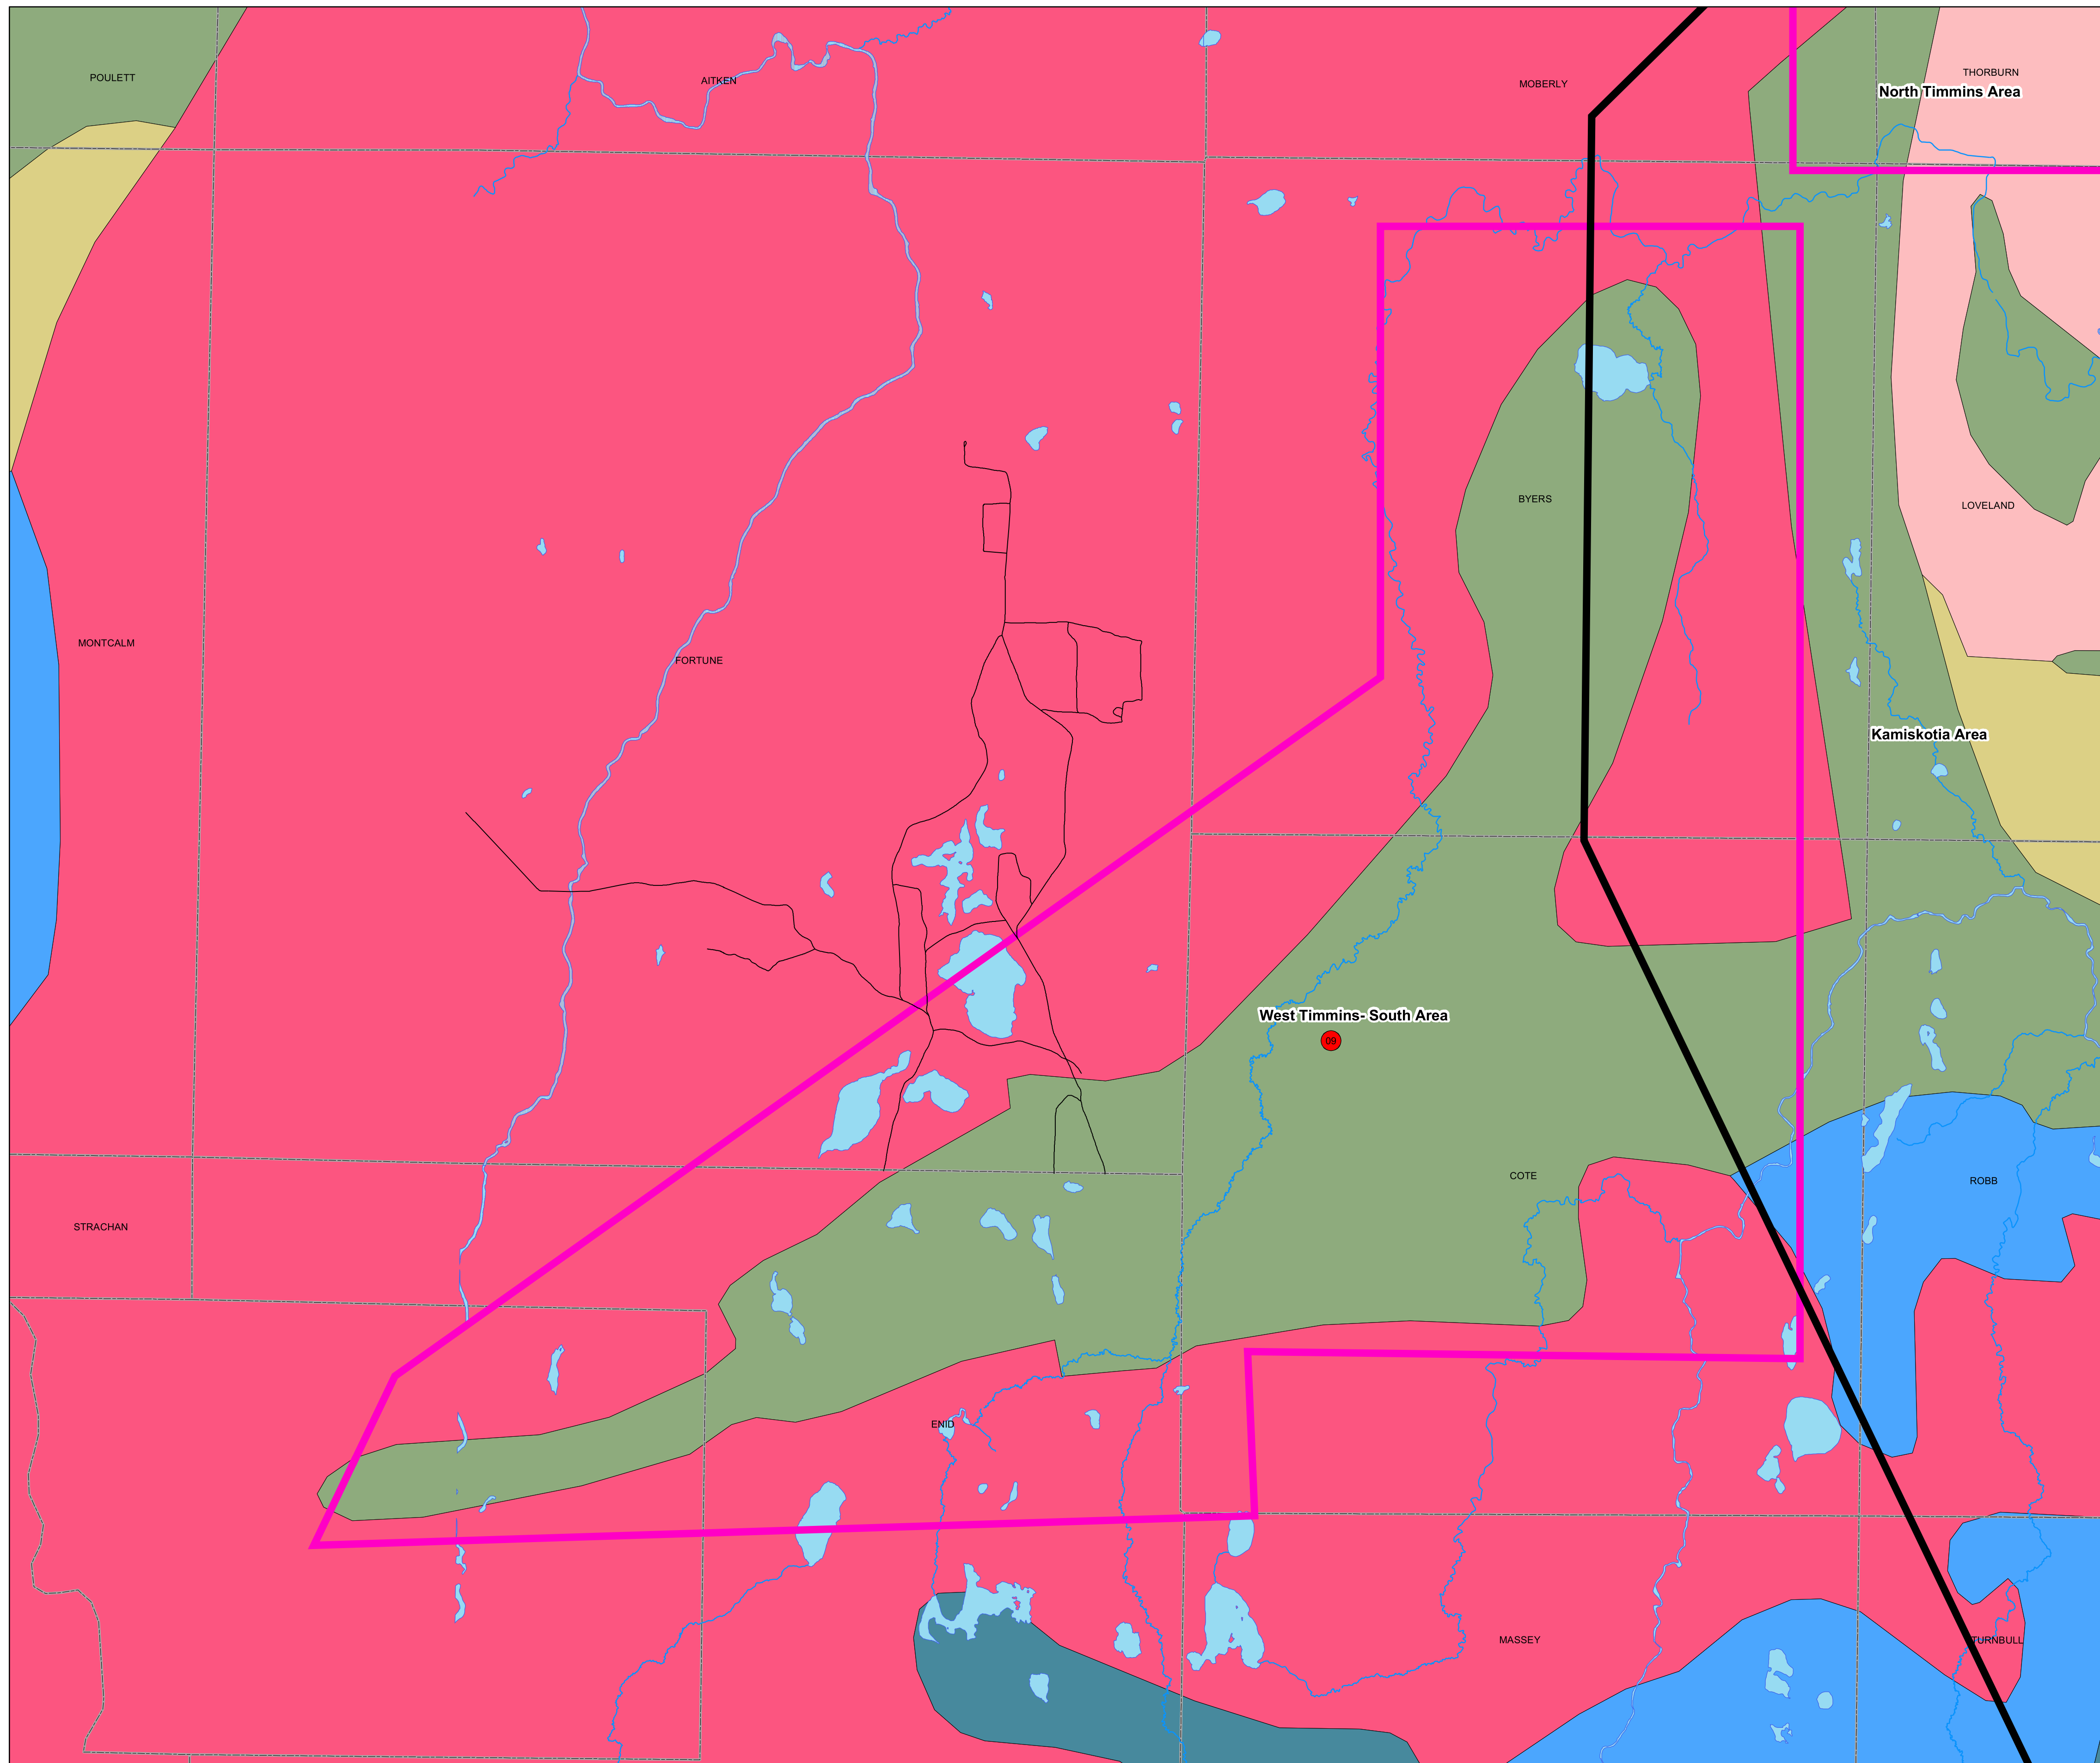 THORBURN
POULETT
AITKEN
MOBERLY
North Timmins Area
BYERS
LOVELAND
MONTCALM
FORTUNE
Kamiskotia Area
West Timmins- South Area
COTE
ROBB
STRACHAN
ENID
MASSEY
TURNBULL